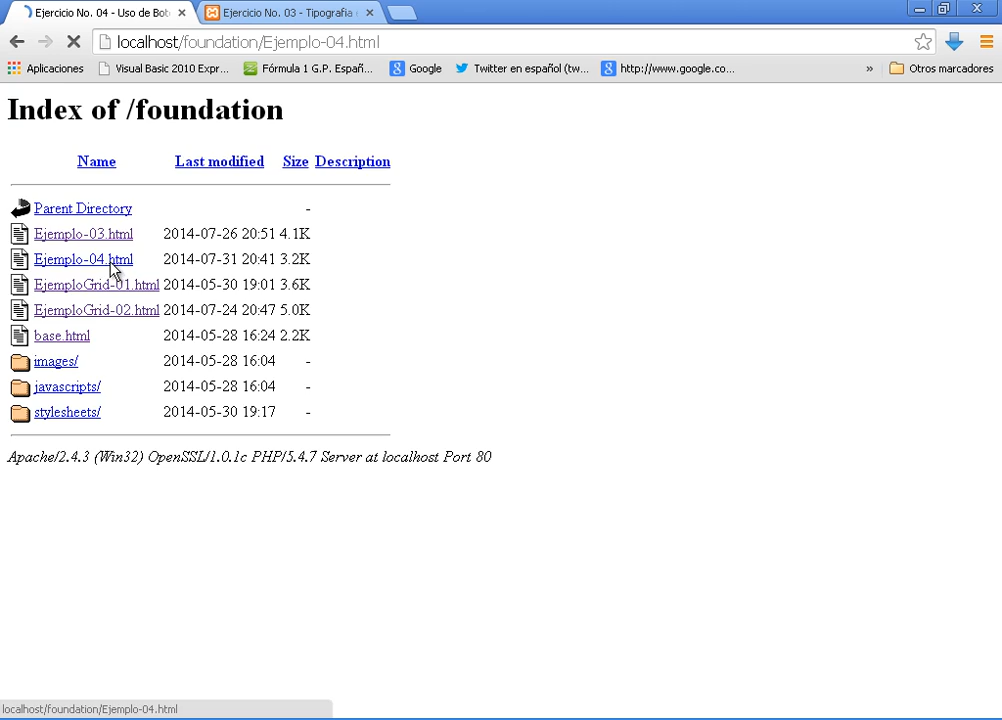 Ejercicio No. 04 - Uso de Bot
Ejercicio No. 03 - Tipografia
localhost/foundation/Ejemplo-04.html
Aplicaciones Visual Basic 2010 Expr... Fórmula 1 G.P. Españ... Google Twitter en español (tw... http://www.google.co... » Otros marcadores
Index of /foundation
Name Last modified Size Description
Parent Directory -
Ejemplo-03.html 2014-07-26 20:51 4.1K
Ejemplo-04.html 2014-07-31 20:41 3.2K
EjemploGrid-01.html 2014-05-30 19:01 3.6K
EjemploGrid-02.html 2014-07-24 20:47 5.0K
base.html 2014-05-28 16:24 2.2K
images/ 2014-05-28 16:04 -
javascripts/ 2014-05-28 16:04 -
stylesheets/ 2014-05-30 19:17 -
Apache/2.4.3 (Win32) OpenSSL/1.0.1c PHP/5.4.7 Server at localhost Port 80
localhost/foundation/Ejemplo-04.html